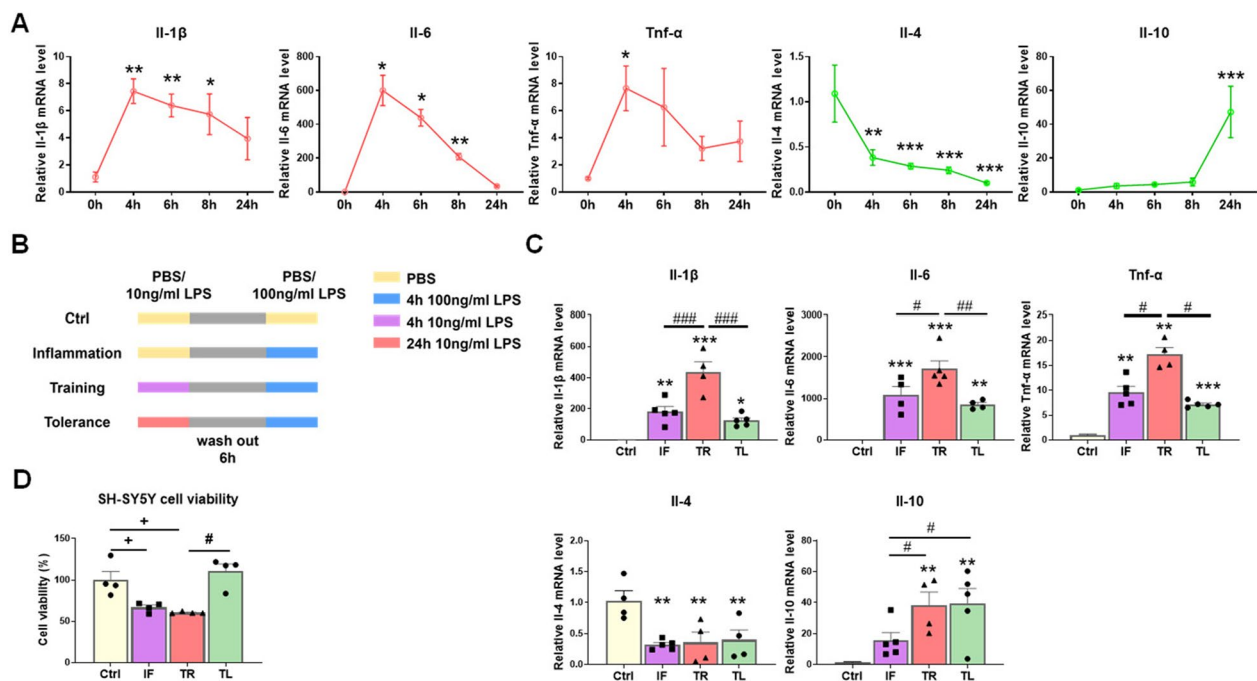 A
Il-1β
Relative Il-1β mRNA level
10
8
6
4
2
0
** ** *
0h 4h 6h 8h 24h
Il-6
Relative Il-6 mRNA level
800
600
400
200
0
* * **
0h 4h 6h 8h 24h
Tnf-α
Relative Tnf-α mRNA level
10
8
6
4
2
0
*
0h 4h 6h 8h 24h
Il-4
Relative Il-4 mRNA level
1.5
1.0
0.5
0.0
** *** *** ***
0h 4h 6h 8h 24h
Il-10
Relative Il-10 mRNA level
80
60
40
20
0
***
0h 4h 6h 8h 24h
B
PBS/
10ng/ml LPS
PBS/
100ng/ml LPS
Ctrl
Inflammation
Training
Tolerance
wash out
6h
PBS
4h 100ng/ml LPS
4h 10ng/ml LPS
24h 10ng/ml LPS
C
Il-1β
Relative Il-1β mRNA level
800
600
400
200
0
### ###
** *** *
Ctrl IF TR TL
Il-6
Relative Il-6 mRNA level
3000
2000
1000
0
# ##
*** *** **
Ctrl IF TR TL
Tnf-α
Relative Tnf-α mRNA level
25
20
15
10
5
0
# #
** ** ***
Ctrl IF TR TL
D
SH-SY5Y cell viability
Cell viability (%)
150
100
50
0
+
+ #
Ctrl IF TR TL
Il-4
Relative Il-4 mRNA level
2.0
1.5
1.0
0.5
0.0
** ** **
Ctrl IF TR TL
Il-10
Relative Il-10 mRNA level
80
60
40
20
0
#
#
** **
Ctrl IF TR TL